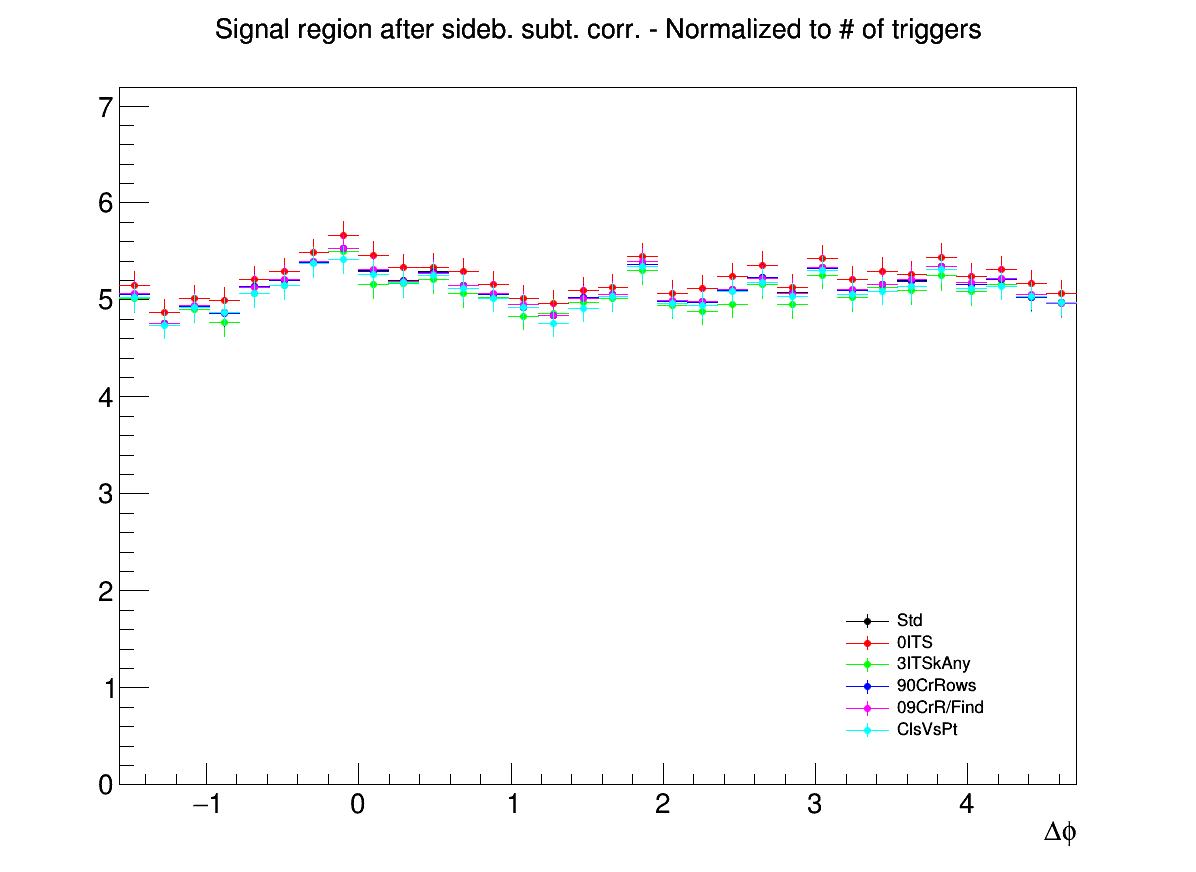 Signal region after sideb. subt. corr. - Normalized to # of triggers
7
6
5
4
3
2
1
0
−1 0 1 2 3 4
Δϕ
Std
0ITS
3ITSkAny
90CrRows
09CrR/Find
ClsVsPt